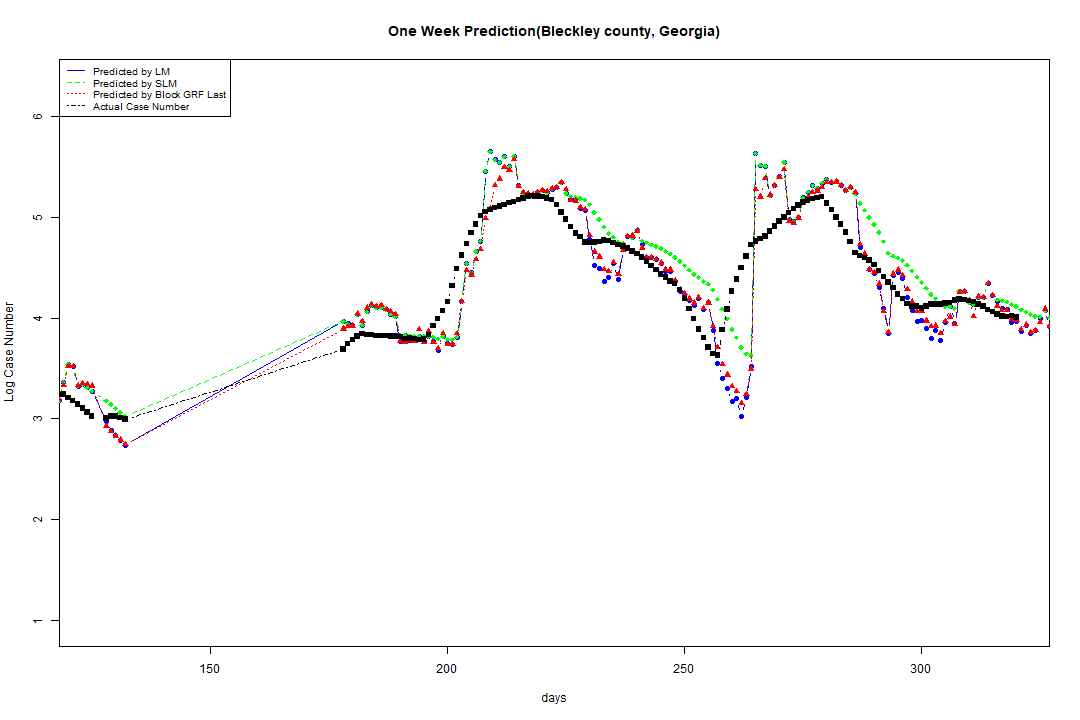 One Week Prediction(Bleckley county, Georgia)
Predicted by LM
Predicted by SLM
Predicted by Block GRF Last
Actual Case Number
Log Case Number
6
5
4
3
2
1
150
200
250
300
days